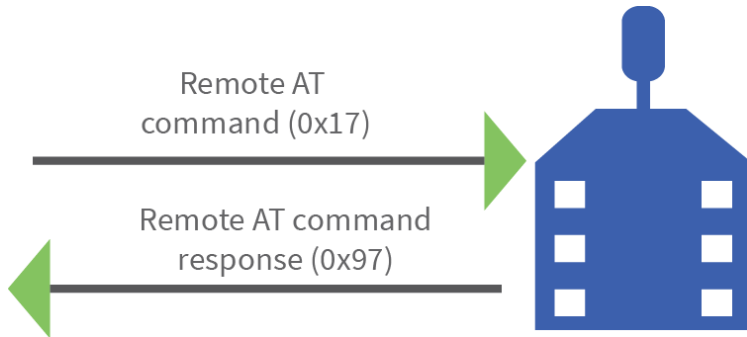 Remote AT
command (0x17)
Remote AT command
response (0x97)